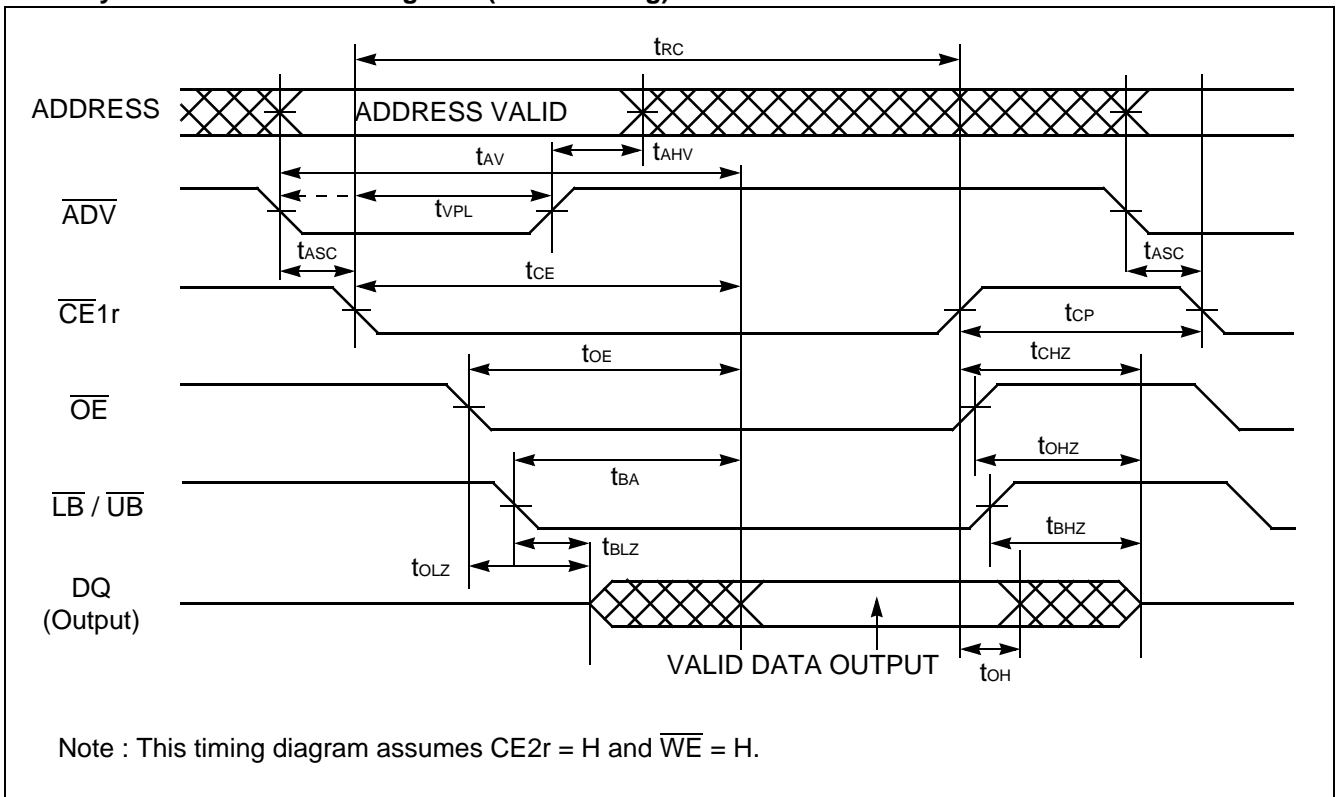 tRC
ADDRESS
ADDRESS VALID
tAV
tAHV
ADV
tVPL
tASC
tASC
tCE
CE1r
tCP
tOE
tCHZ
OE
tOHZ
tBA
LB / UB
tBHZ
tBLZ
tOLZ
DQ
(Output)
VALID DATA OUTPUT
tOH
Note : This timing diagram assumes CE2r = H and WE = H.